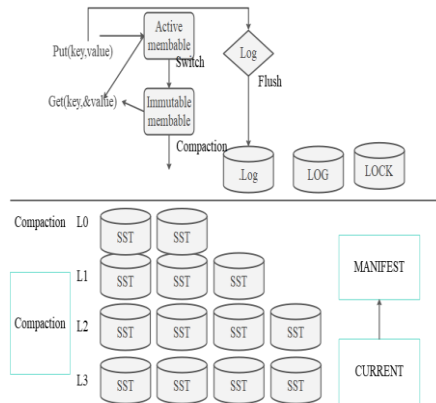 Active
membable
Log
Put(key,value)
Switch
Flush
Get(key,&value)
Immutable
membable
Compaction
.Log
LOG
LOCK
Compaction L0 SST SST
L1 SST SST SST
MANIFEST
Compaction
L2 SST SST SST SST
L3 SST SST SST SST
CURRENT